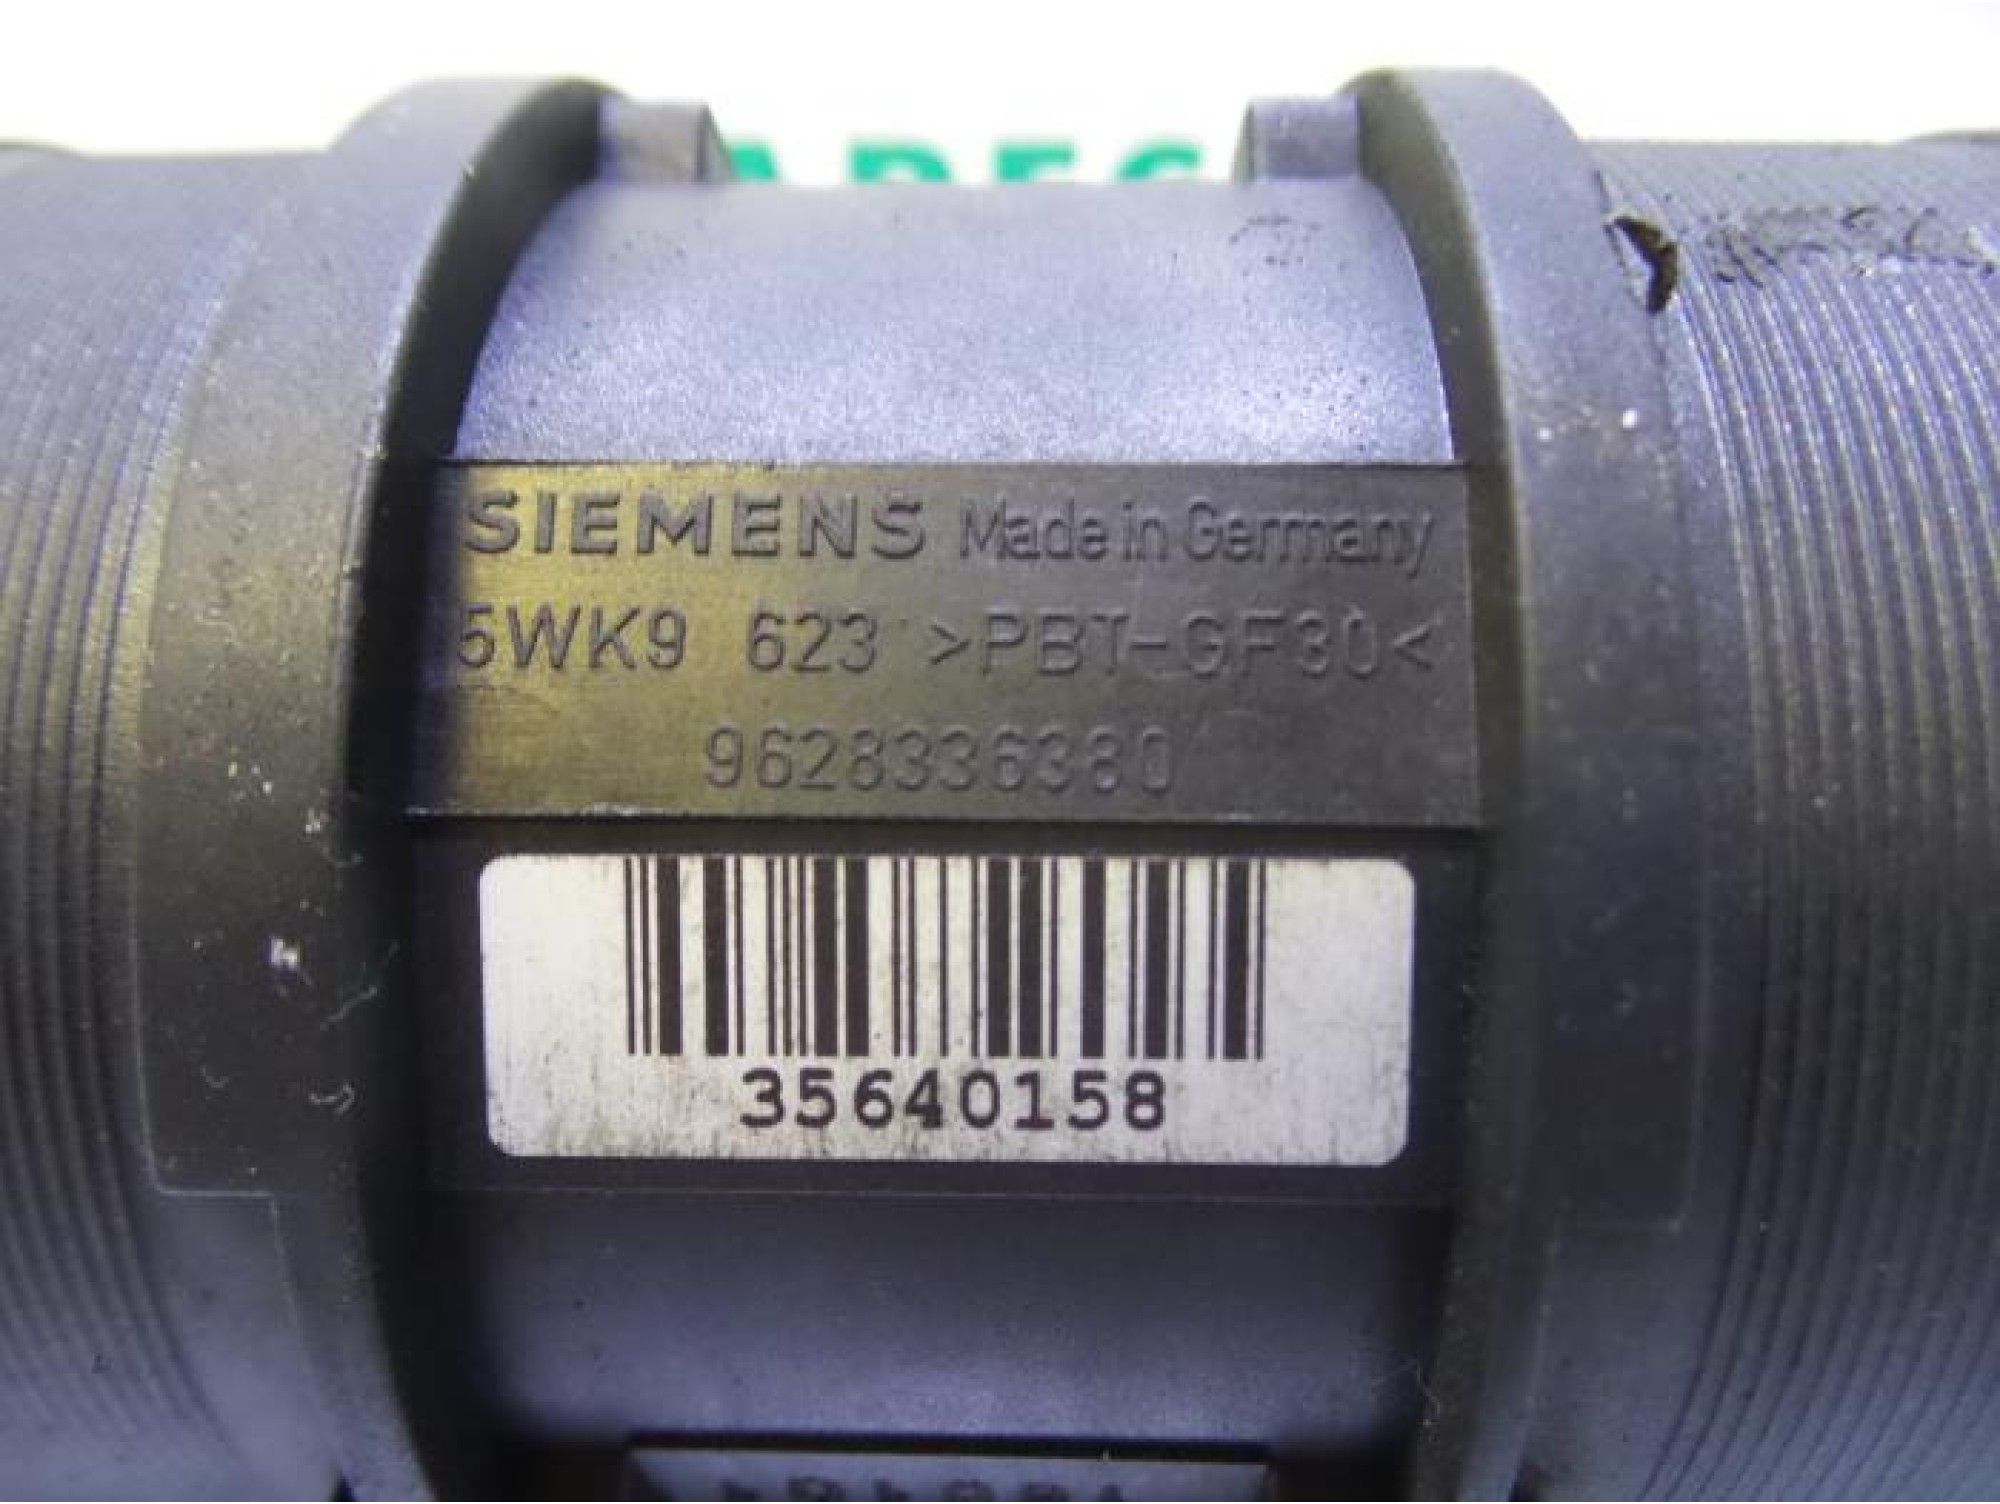 SIEMENS Made in Germany
5WK9 623 >PBT-GF30<
9628336380
35640158